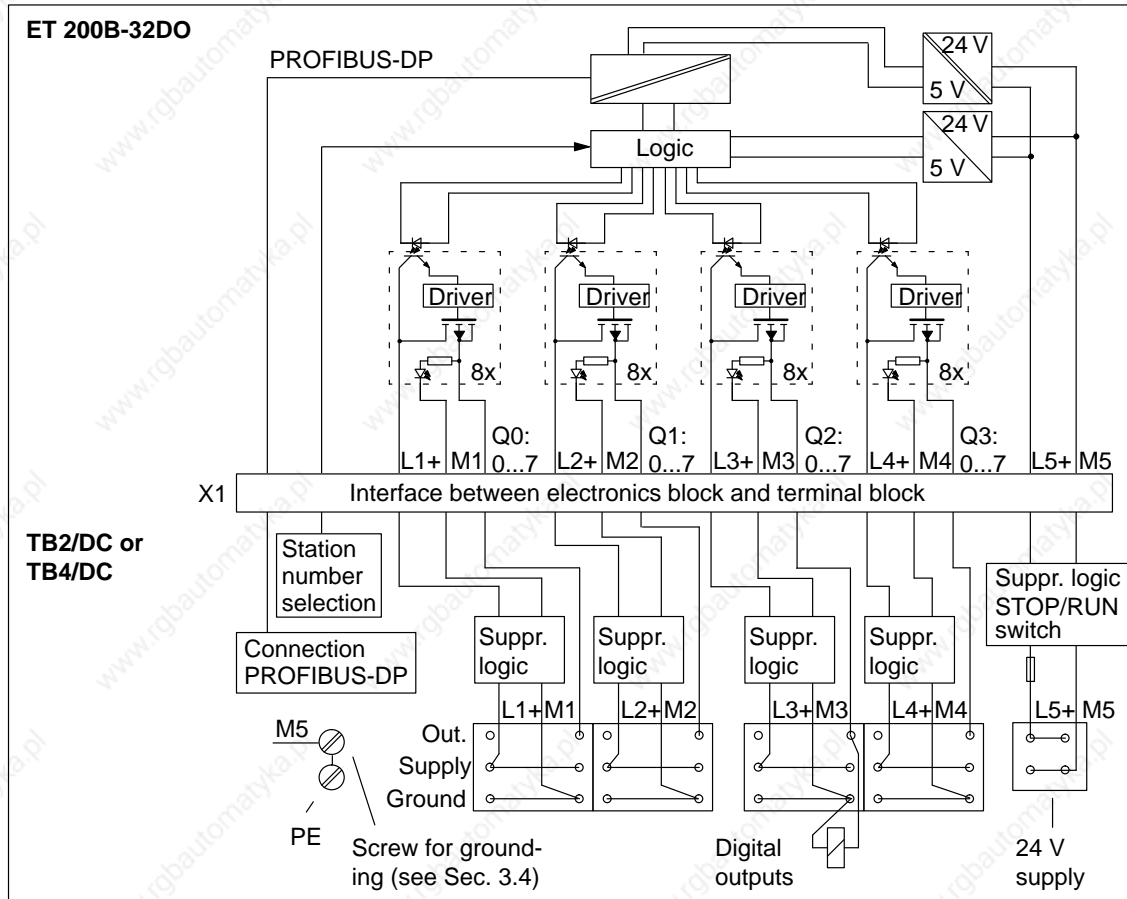 ET 200B-32DO
PROFIBUS-DP
24 V
5 V
24 V
5 V
Logic
Driver
Driver
Driver
Driver
8x
8x
8x
8x
Q0:
Q1:
Q2:
Q3:
L1+ M1 0...7 L2+ M2 0...7 L3+ M3 0...7 L4+ M4 0...7 L5+ M5
X1
Interface between electronics block and terminal block
TB2/DC or
TB4/DC
Station
number
selection
Connection
PROFIBUS-DP
Suppr.
logic
Suppr.
logic
Suppr.
logic
Suppr.
logic
Suppr. logic
STOP/RUN
switch
L1+ M1 L2+ M2 L3+ M3 L4+ M4 L5+ M5
Out.
Supply
Ground
M5
PE
Screw for ground-
ing (see Sec. 3.4)
Digital
outputs
24 V
supply
www.rgbautomatyka.pl